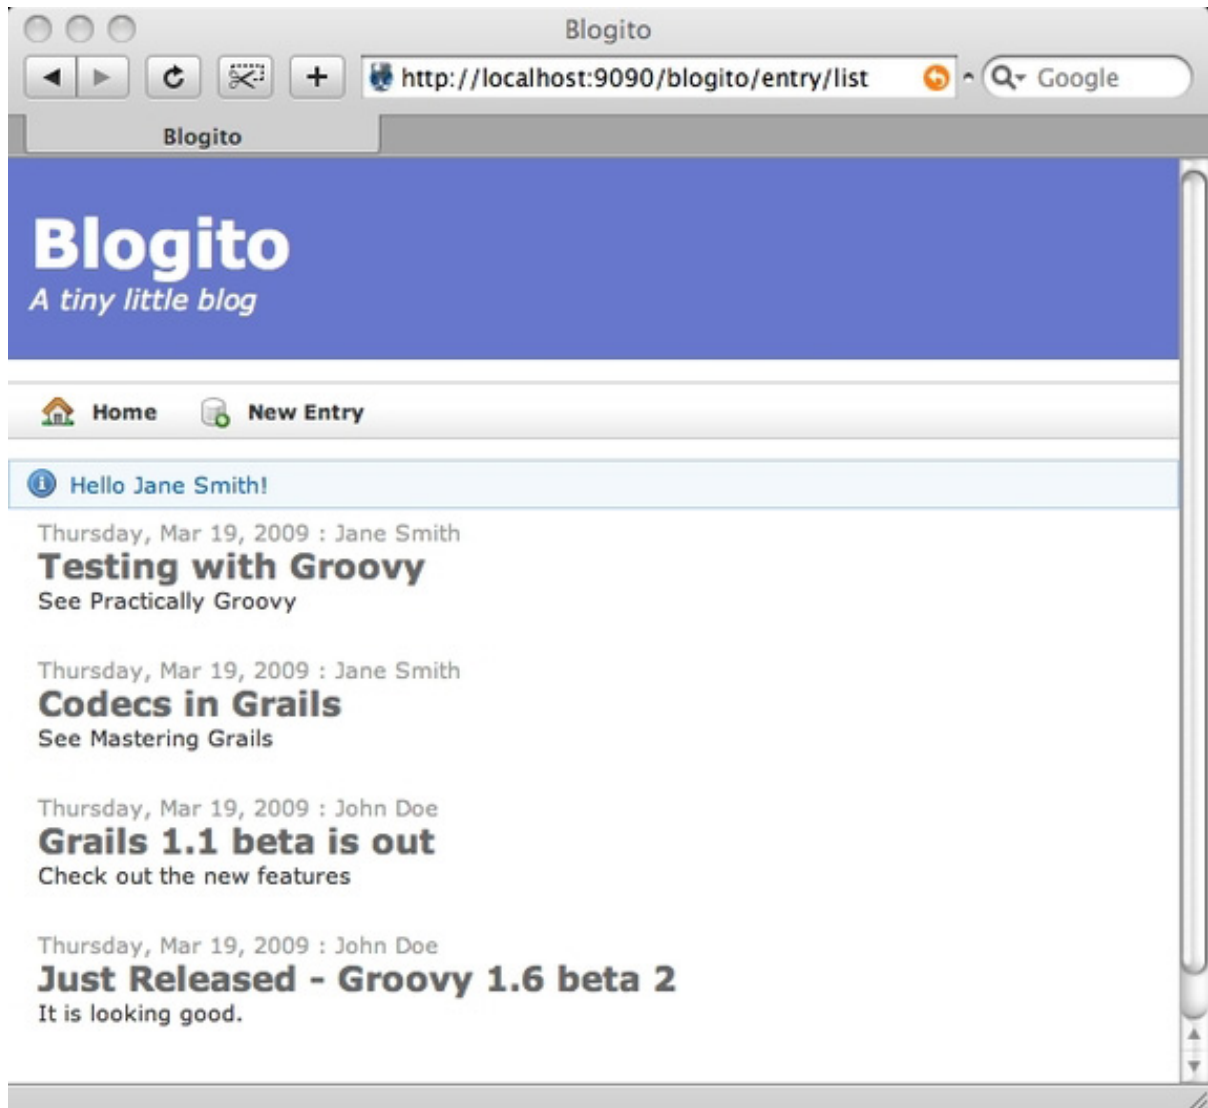 Blogito
http://localhost:9090/blogito/entry/list
Google
Blogito
Blogito
A tiny little blog
Home New Entry
Hello Jane Smith!
Thursday, Mar 19, 2009 : Jane Smith
Testing with Groovy
See Practically Groovy
Thursday, Mar 19, 2009 : Jane Smith
Codecs in Grails
See Mastering Grails
Thursday, Mar 19, 2009 : John Doe
Grails 1.1 beta is out
Check out the new features
Thursday, Mar 19, 2009 : John Doe
Just Released - Groovy 1.6 beta 2
It is looking good.